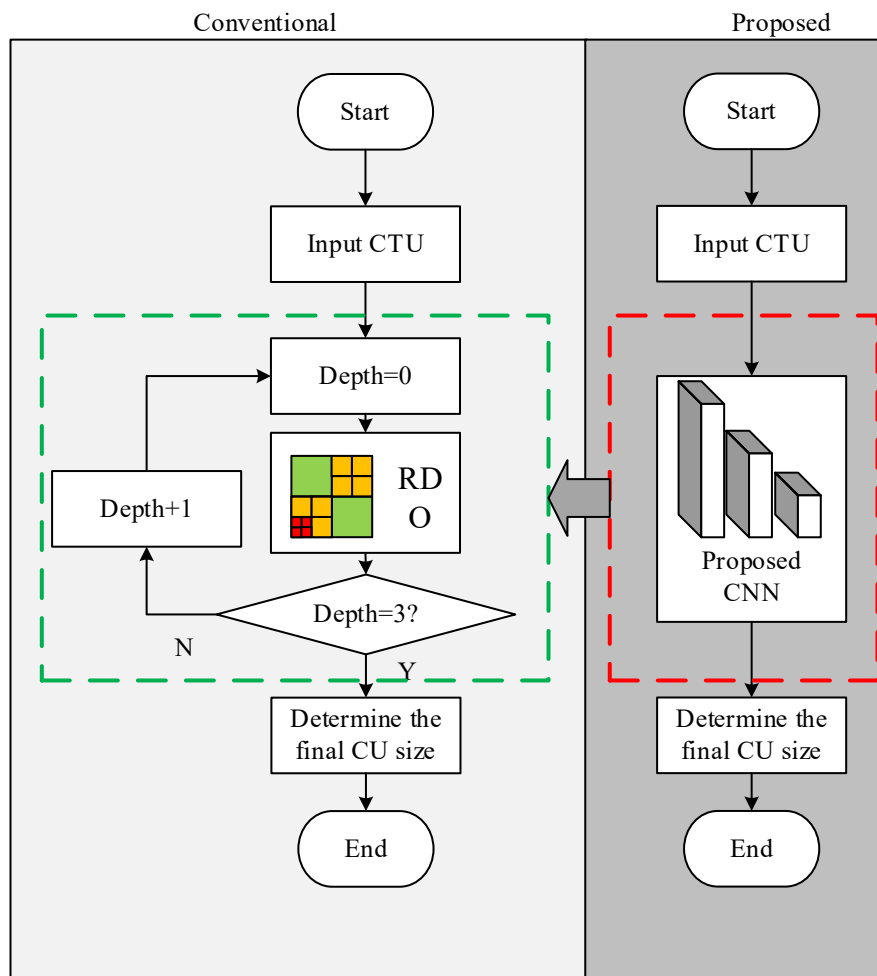 Conventional
Start
Input CTU
Depth=0
RD
O
Depth+1
Depth=3?
N
Y
Determine the
final CU size
End
Proposed
Start
Input CTU
Proposed
CNN
Determine the
final CU size
End